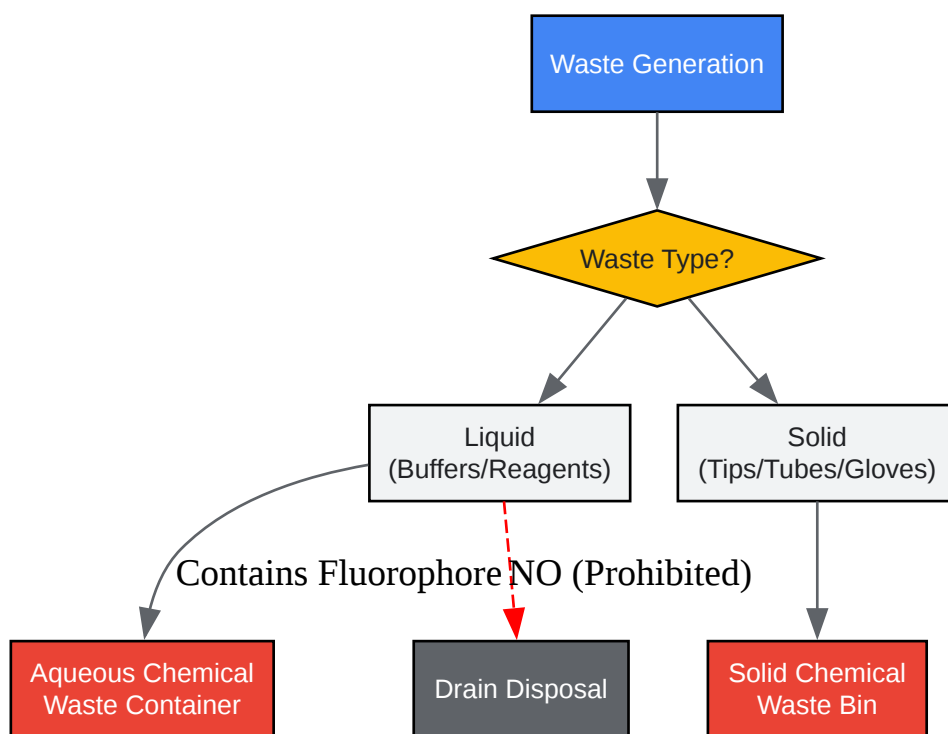 Waste Generation
Waste Type?
Liquid
(Buffers/Reagents)
Solid
(Tips/Tubes/Gloves)
Contains Fluorophore
NO (Prohibited)
Aqueous Chemical
Waste Container
Drain Disposal
Solid Chemical
Waste Bin